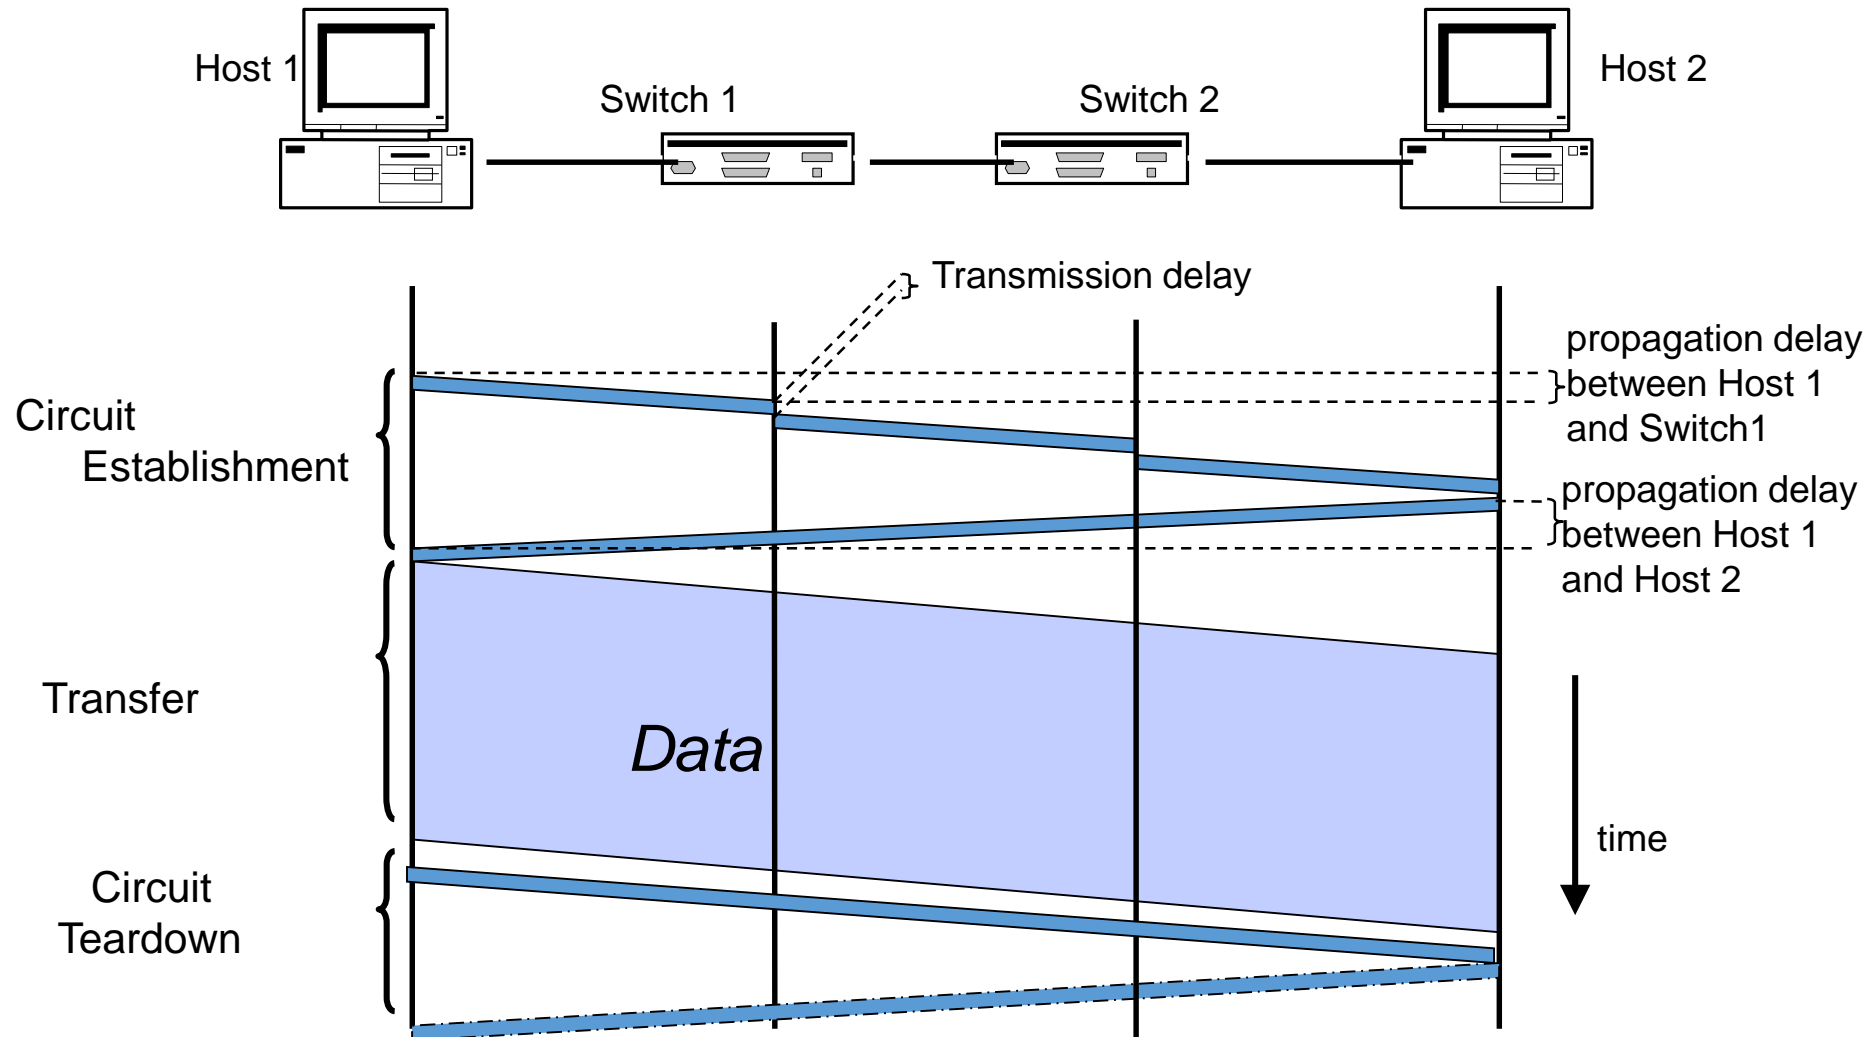 Host 1
Switch 1
Switch 2
Host 2
Transmission delay
propagation delay
between Host 1
and Switch1
Circuit
Establishment
propagation delay
between Host 1
and Host 2
Transfer
Data
time
Circuit
Teardown